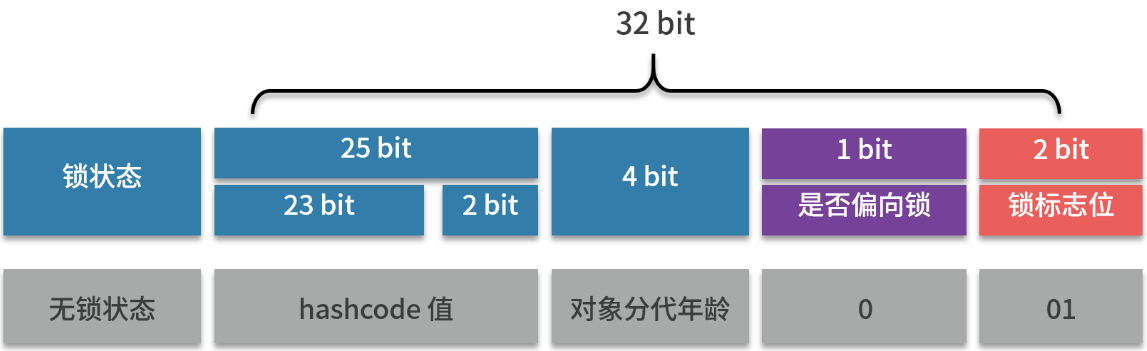 32 bit
锁状态
25 bit
23 bit
2 bit
4 bit
1 bit
是否偏向锁
2 bit
锁标志位
无锁状态
hashcode 值
对象分代年龄
0
01